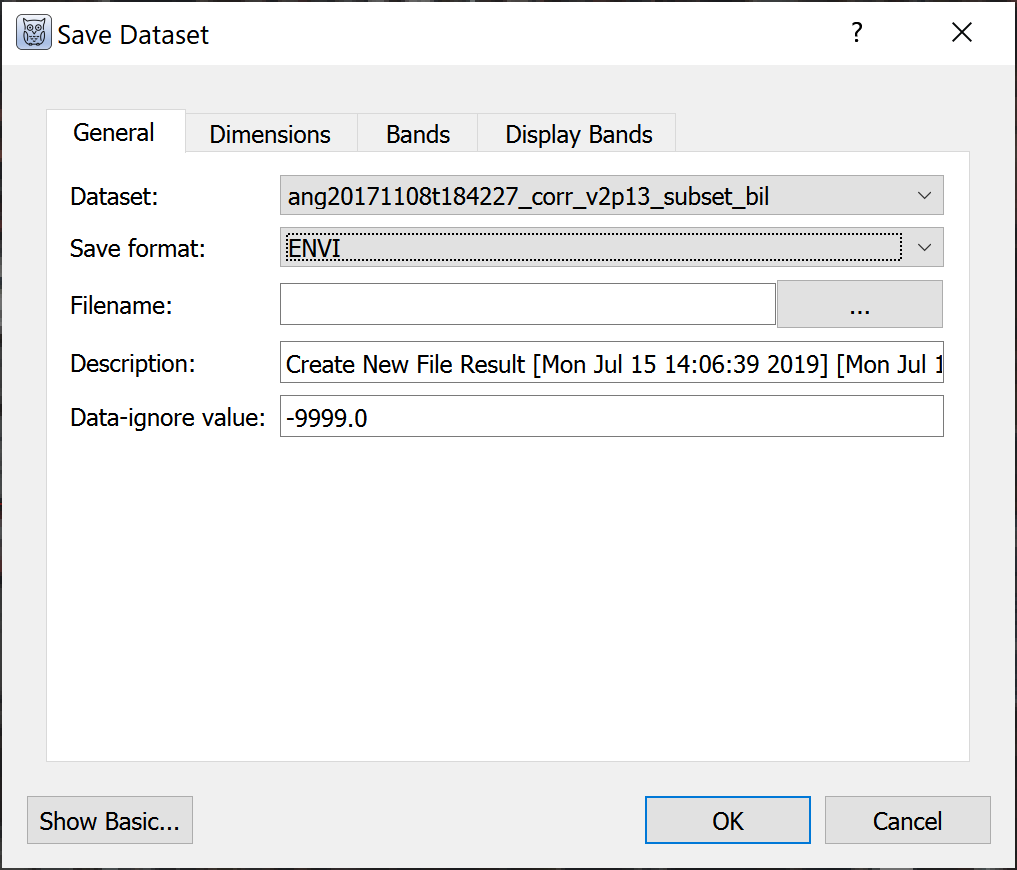 Save Dataset ?
General Dimensions Bands Display Bands
Dataset: ang20171108t184227_corr_v2p13_subset_bil
Save format: ENVI
Filename: ...
Description: Create New File Result [Mon Jul 15 14:06:39 2019] [Mon Jul 1
Data-ignore value: -9999.0
Show Basic... OK Cancel